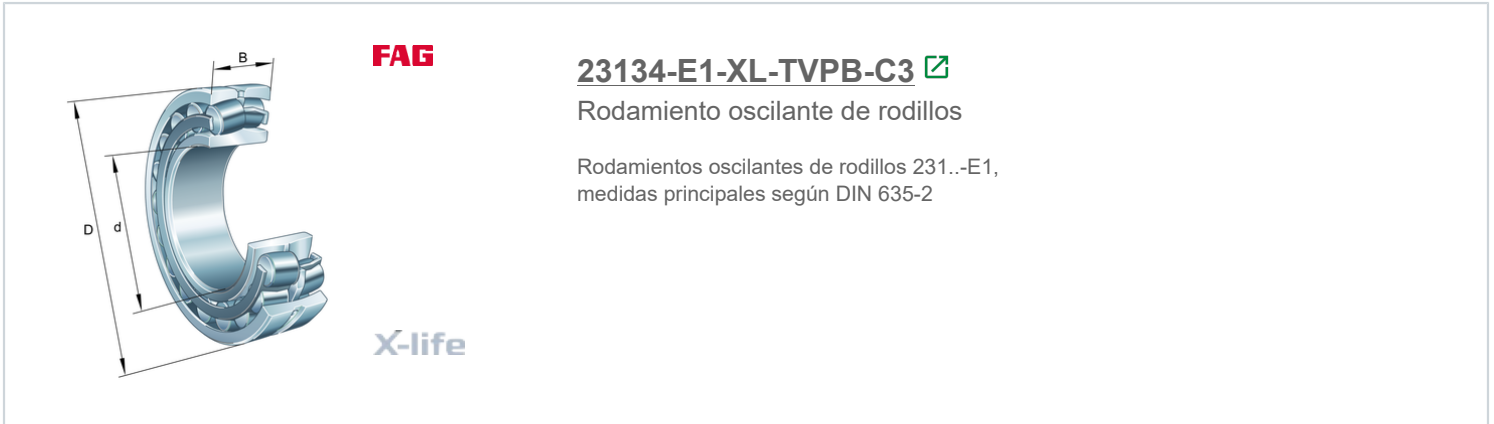 FAG
23134-E1-XL-TVPB-C3
Rodamiento oscilante de rodillos
Rodamientos oscilantes de rodillos 231..-E1,
medidas principales según DIN 635-2
B
D
d
X-life